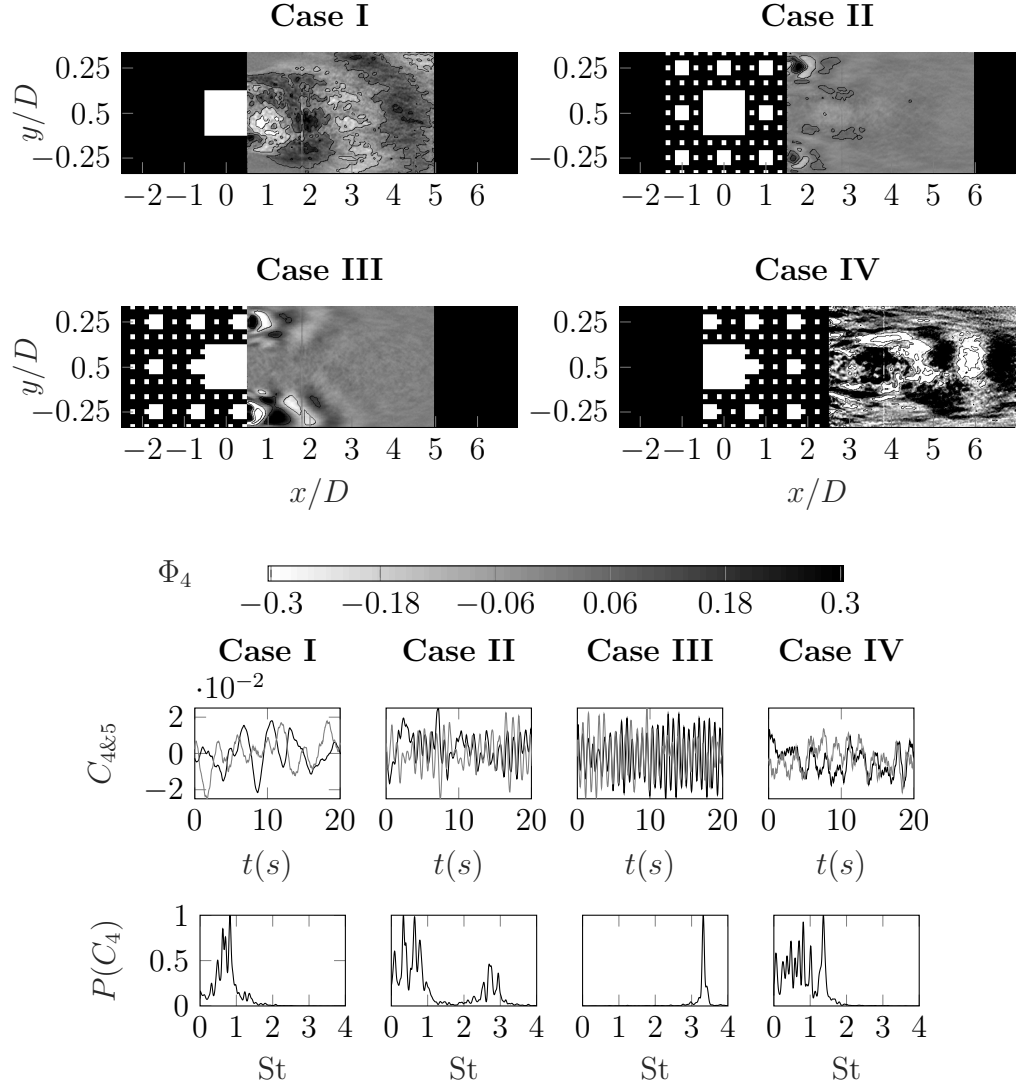 Case I
Case II
y/D
0.25
0.5
−0.25
−2 −1 0 1 2 3 4 5 6
0.25
0.5
−0.25
−2 −1 0 1 2 3 4 5 6
Case III
Case IV
y/D
0.25
0.5
−0.25
−2 −1 0 1 2 3 4 5 6
x/D
0.25
0.5
−0.25
−2 −1 0 1 2 3 4 5 6
x/D
Φ4
−0.3 −0.18 −0.06 0.06 0.18 0.3
Case I
Case II
Case III
Case IV
·10−2
C4&5
2
0
−2
0 10 20
0 10 20
0 10 20
0 10 20
t(s)
t(s)
t(s)
t(s)
P(C4)
1
0.5
0
0 1 2 3 4
0 1 2 3 4
0 1 2 3 4
0 1 2 3 4
St
St
St
St